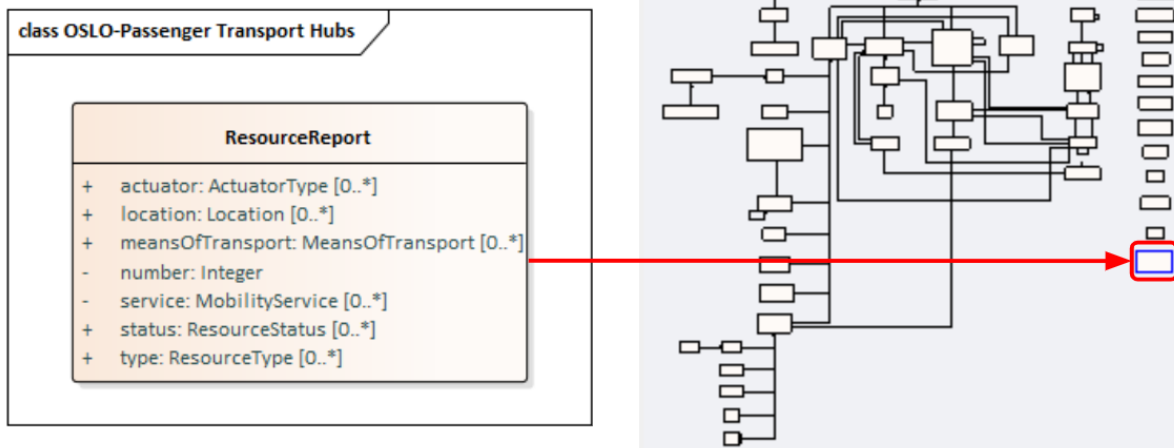 class OSLO-Passenger Transport Hubs
ResourceReport
+ actuator: ActuatorType [0..*]
+ location: Location [0..*]
+ meansOfTransport: MeansOfTransport [0..*]
- number: Integer
- service: MobilityService [0..*]
+ status: ResourceStatus [0..*]
+ type: ResourceType [0..*]